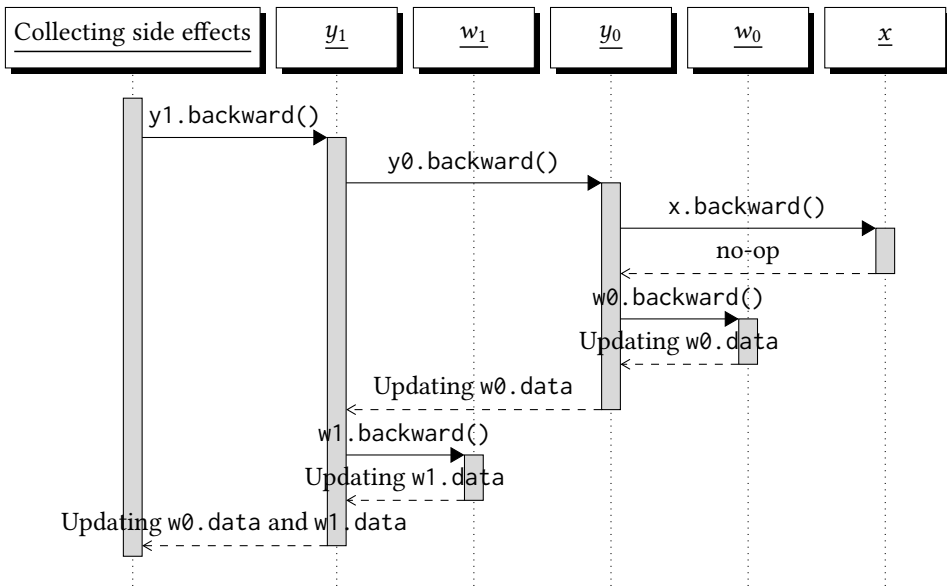 Collecting side effects
y₁
w₁
y₀
w₀
x
y1.backward()
y0.backward()
x.backward()
no-op
w0.backward()
Updating w0.data
Updating w0.data
w1.backward()
Updating w1.data
Updating w0.data and w1.data